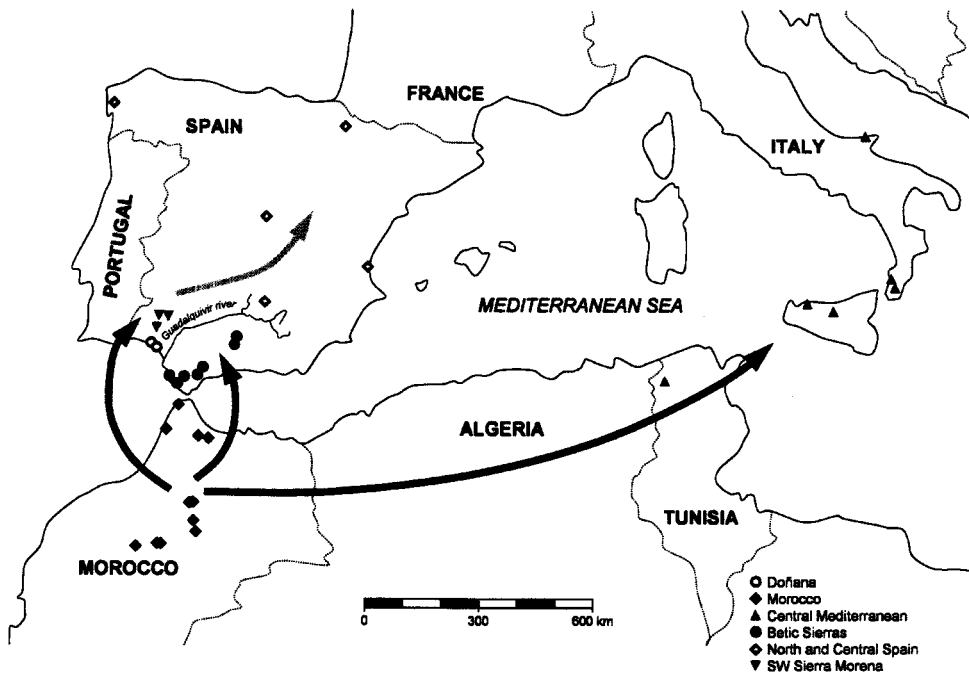 FRANCE
SPAIN
ITALY
PORTUGAL
Guadalquivir river
MEDITERRANEAN SEA
ALGERIA
TUNISIA
MOROCCO
0 300 600 km
Doñana
Morocco
Central Mediterranean
Betic Sierras
North and Central Spain
SW Sierra Morena